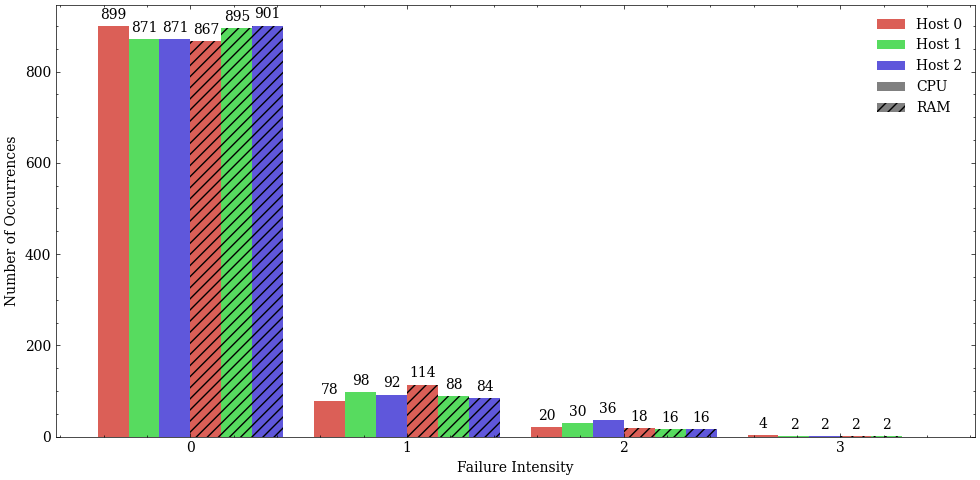 899 871 871 867 895 901
Host 0
Host 1
Host 2
CPU
RAM
800
600
400
200
0
Number of Occurrences
78 98 92 114 88 84
20 30 36 18 16 16
4 2 2 2 2
0 1 2 3
Failure Intensity